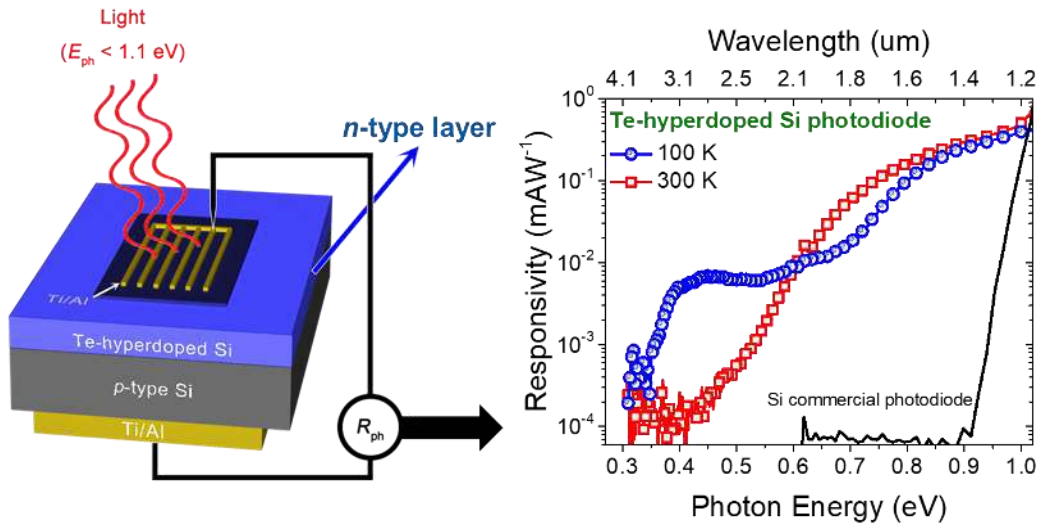 Light
(Eph < 1.1 eV)
n-type layer
Ti/Al
Te-hyperdoped Si
p-type Si
Ti/Al
Rph
Wavelength (um)
4.1 3.1 2.5 2.1 1.8 1.6 1.4 1.2
Te-hyperdoped Si photodiode
100 K
300 K
Si commercial photodiode
Responsivity (mAW⁻¹)
10⁰
10⁻¹
10⁻²
10⁻³
10⁻⁴
0.3 0.4 0.5 0.6 0.7 0.8 0.9 1.0
Photon Energy (eV)